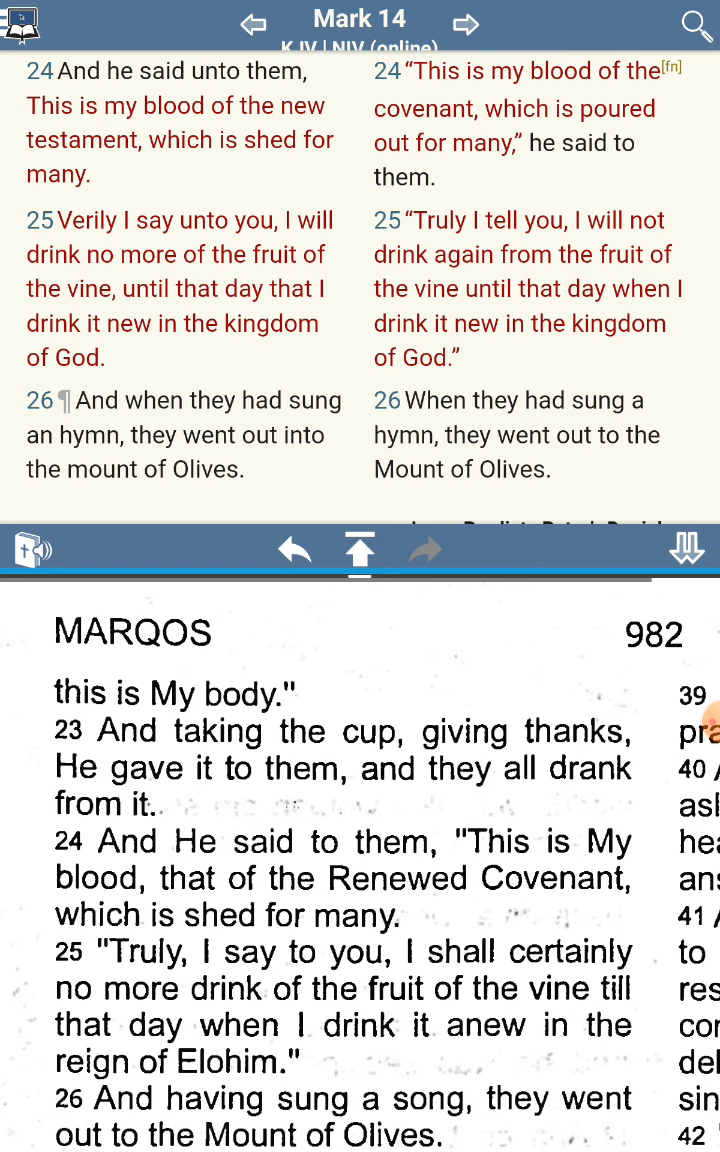 Mark 14
KJV | NIV (online)
24 And he said unto them,
This is my blood of the new
testament, which is shed for
many.
25 Verily I say unto you, I will
drink no more of the fruit of
the vine, until that day that I
drink it new in the kingdom
of God.
26 ¶ And when they had sung
an hymn, they went out into
the mount of Olives.
24 “This is my blood of the[fn]
covenant, which is poured
out for many,” he said to
them.
25 “Truly I tell you, I will not
drink again from the fruit of
the vine until that day when I
drink it new in the kingdom
of God.”
26 When they had sung a
hymn, they went out to the
Mount of Olives.
MARQOS
982
this is My body."
23 And taking the cup, giving thanks,
He gave it to them, and they all drank
from it.
24 And He said to them, "This is My
blood, that of the Renewed Covenant,
which is shed for many.
25 "Truly, I say to you, I shall certainly
no more drink of the fruit of the vine till
that day when I drink it anew in the
reign of Elohim."
26 And having sung a song, they went
out to the Mount of Olives.
39
40
41
to
42